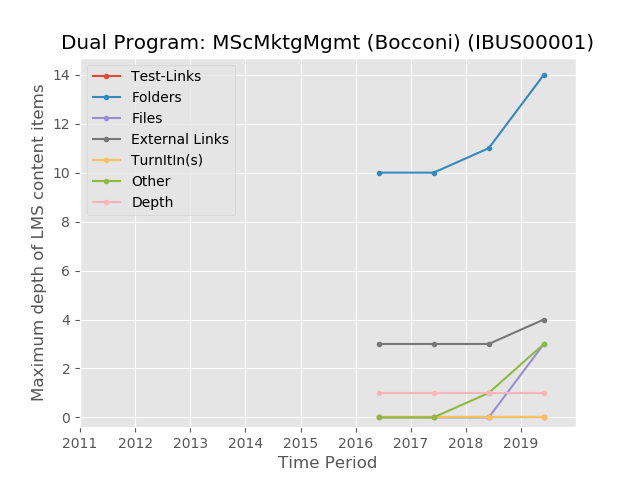 Dual Program: MScMktgMgmt (Bocconi) (IBUS00001)
Maximum depth of LMS content items
14
12
10
8
6
4
2
0
Test-Links
Folders
Files
External Links
TurnItIn(s)
Other
Depth
2011 2012 2013 2014 2015 2016 2017 2018 2019
Time Period